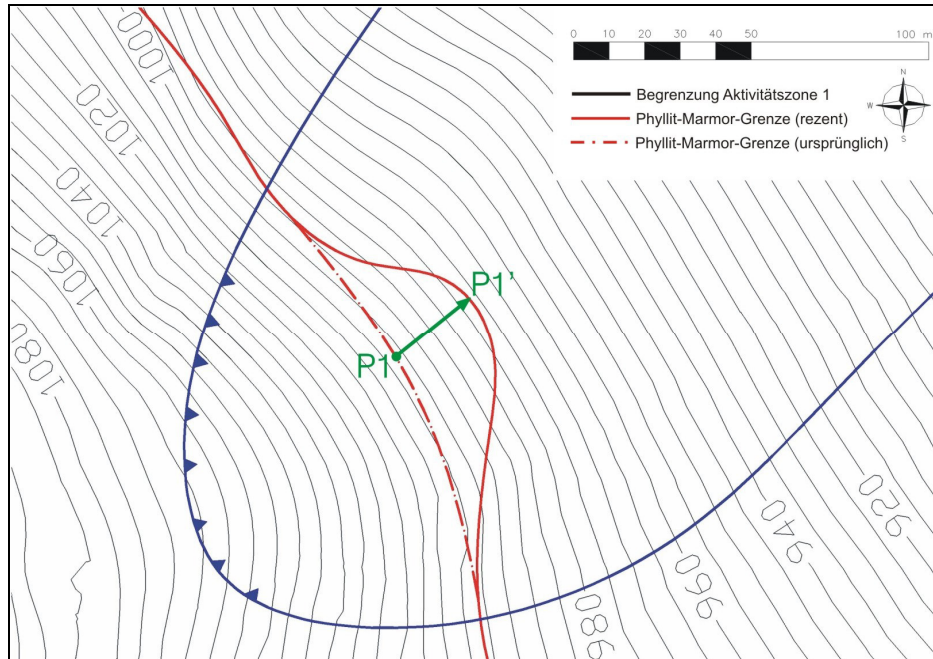 0 10 20 30 40 50 100 m
N
W
S
Begrenzung Aktivitätszone 1
Phyllit-Marmor-Grenze (rezent)
Phyllit-Marmor-Grenze (ursprünglich)
1000
1020
1040
1060
1080
P1'
P1
920
940
960
980